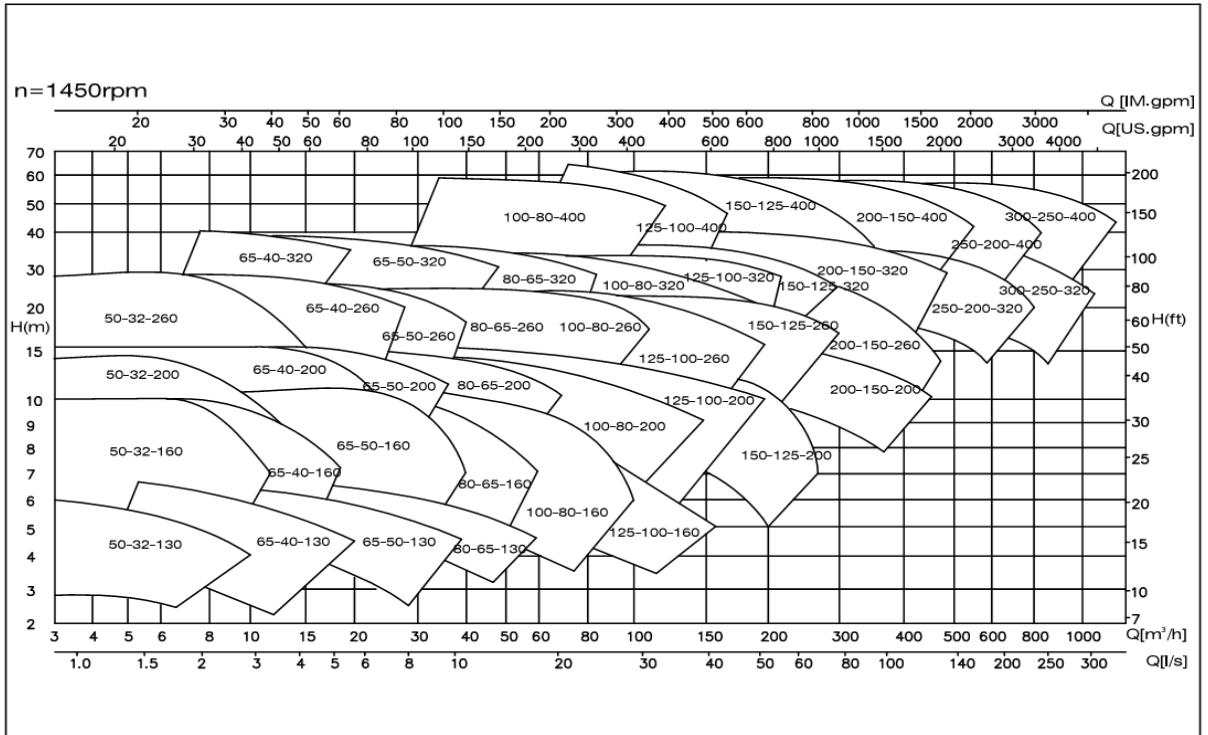 n=1450rpm
Q [IM.gpm]
20 30 40 50 60 80 100 150 200 300 400 500 600 800 1000 1500 2000 3000
Q[US.gpm]
20 30 40 50 60 80 100 120 150 200 300 400 600 800 1000 1500 2000 3000 4000
70
60 200
50 100-80-400 125-100-400 150-125-400 200-150-400 300-250-400 150
40 250-200-400
65-40-320 65-50-320 100
30 80-65-320 100-80-320 125-100-320 150-125-320 200-150-320 300-250-320 80
20 50-32-260 65-40-260 250-200-320
H(m) 65-50-260 80-65-260 100-80-260 150-125-260 60 H(ft)
15 125-100-260 200-150-260 50
50-32-200 65-40-200 65-50-200 80-65-200 200-150-200 40
10 125-100-200
9 100-80-200 30
8 50-32-160 65-50-160 150-125-200 25
7 65-40-160 80-65-160
6 100-80-160 20
5 50-32-130 65-40-130 65-50-130 80-65-130 125-100-160 15
4
3 10
2 7
3 4 5 6 8 10 15 20 30 40 50 60 80 100 150 200 300 400 500 600 800 1000 Q[m³/h]
1.0 1.5 2 3 4 5 6 8 10 20 30 40 50 60 80 100 140 200 250 300 Q[l/s]